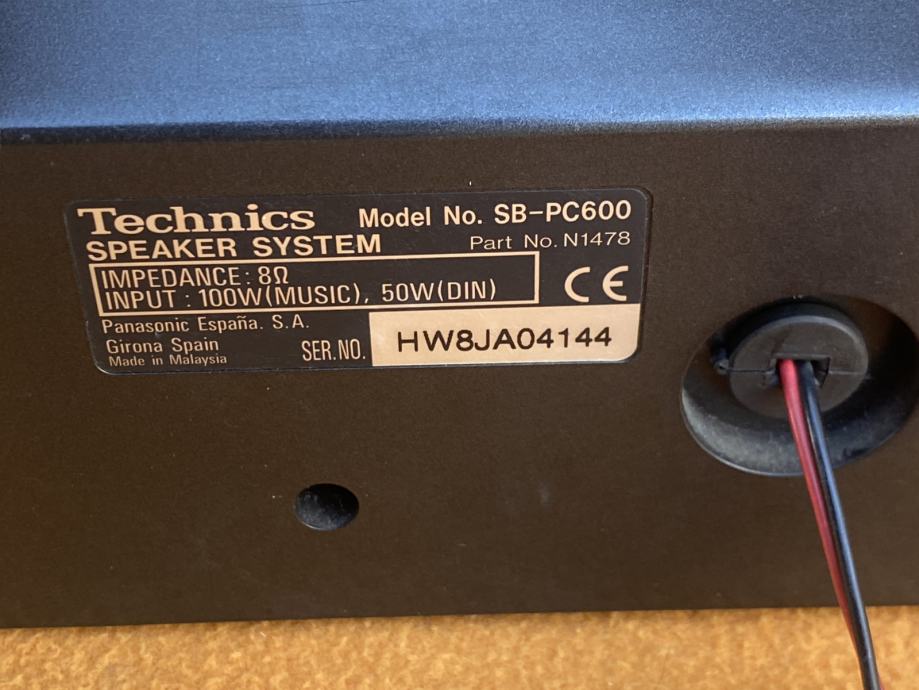 Technics Model No. SB-PC600
SPEAKER SYSTEM Part No. N1478
IMPEDANCE : 8Ω
INPUT : 100W(MUSIC), 50W(DIN)
CE
Panasonic España. S.A.
Girona Spain
Made in Malaysia
SER.NO. HW8JA04144